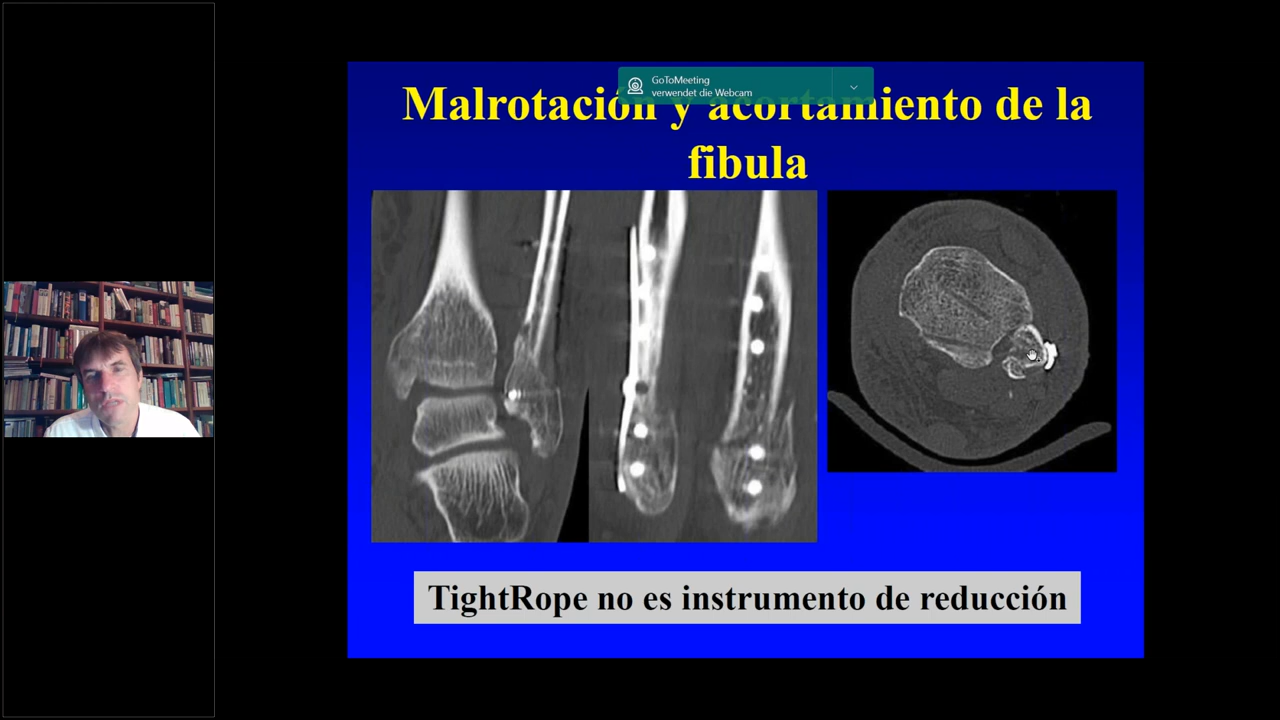 GoToMeeting
verwendet die Webcam
Malrotación y acortamiento de la
fibula
TightRope no es instrumento de reducción